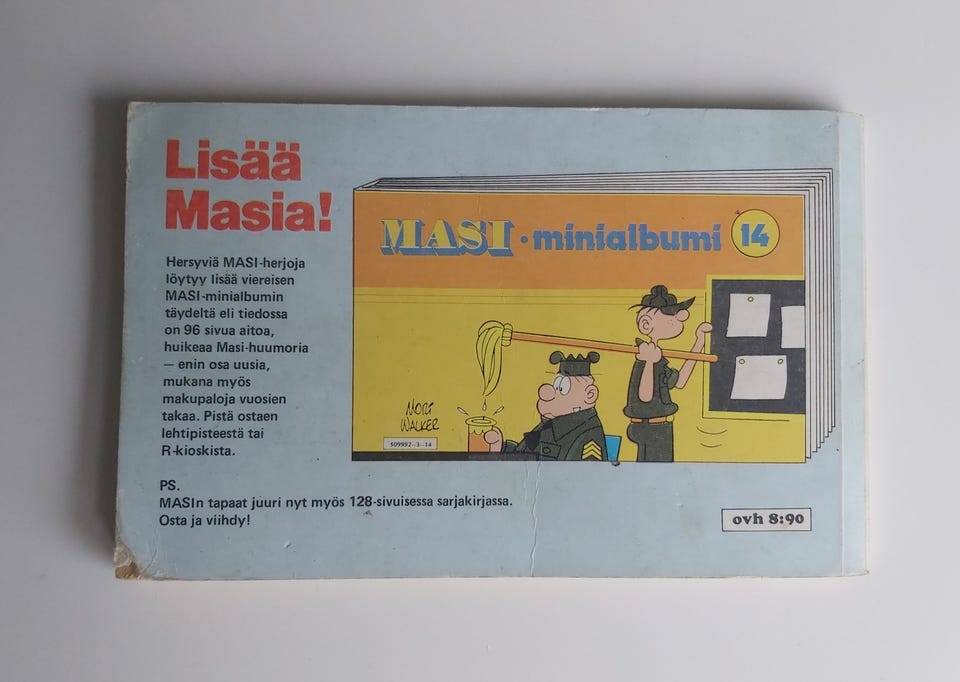 Lisää
Masia!
Hersyviä MASI-herjoja
löytyy lisää viereisen
MASI-minialbumin
täydeltä eli tiedossa
on 96 sivua aitoa,
huikeaa Masi-huumoria
— enin osa uusia,
mukana myös
makupaloja vuosien
takaa. Pistä ostaen
lehtipisteestä tai
R-kioskista.
MASI · minialbumi 14
MORT
WALKER
509992-3-14
PS.
MASIn tapaat juuri nyt myös 128-sivuisessa sarjakirjassa.
Osta ja viihdy!
ovh 8:90